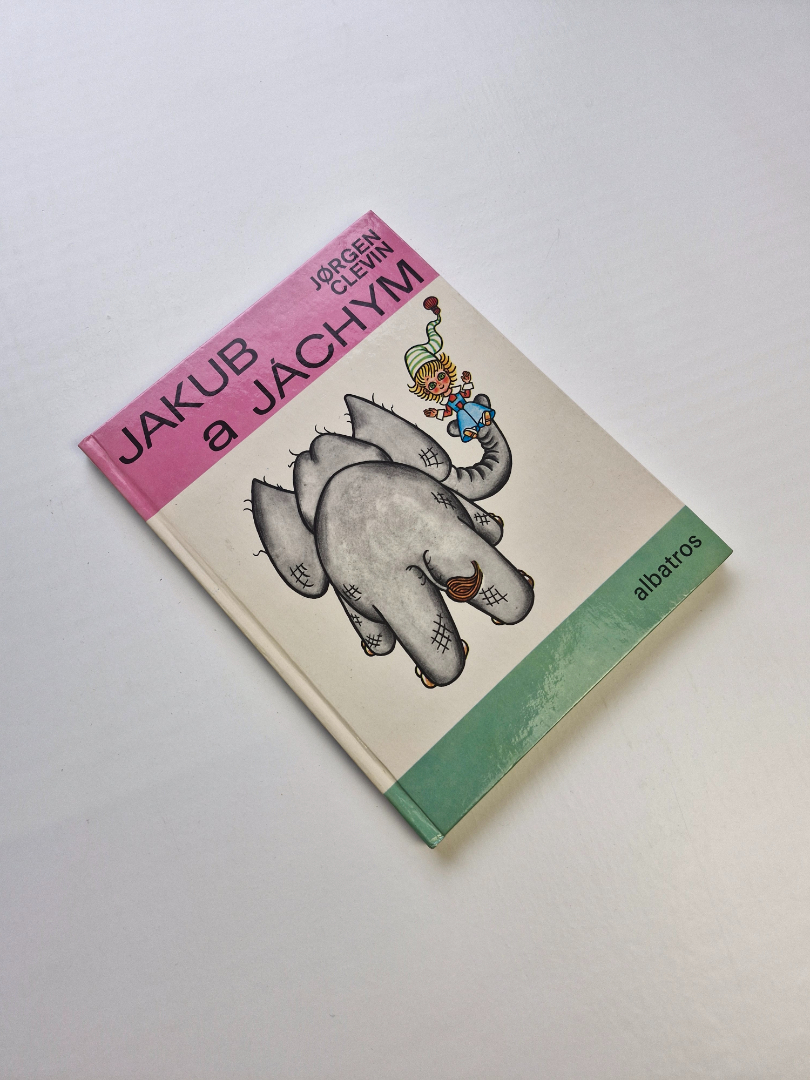 JØRGEN
CLEVIN
JAKUB
a JÁCHYM
albatros